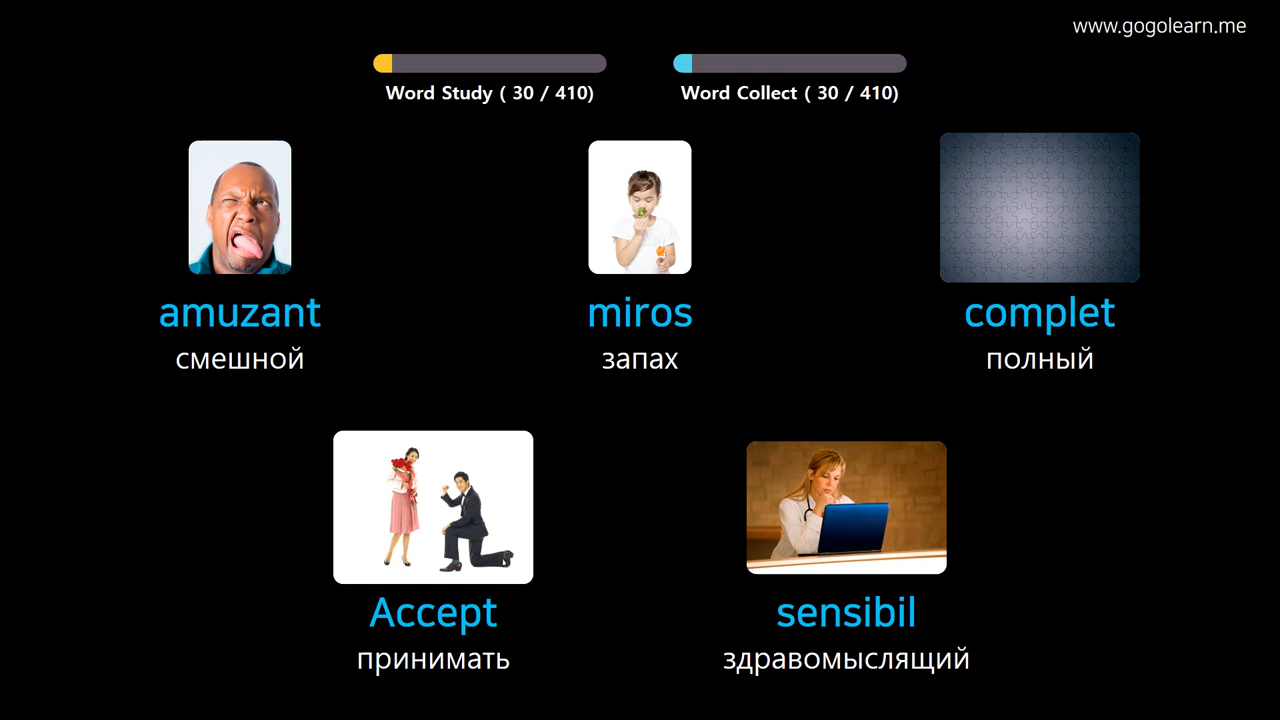 www.gogolearn.me
Word Study ( 30 / 410)
Word Collect ( 30 / 410)
amuzant
смешной
miros
запах
complet
полный
Accept
принимать
sensibil
здравомыслящий